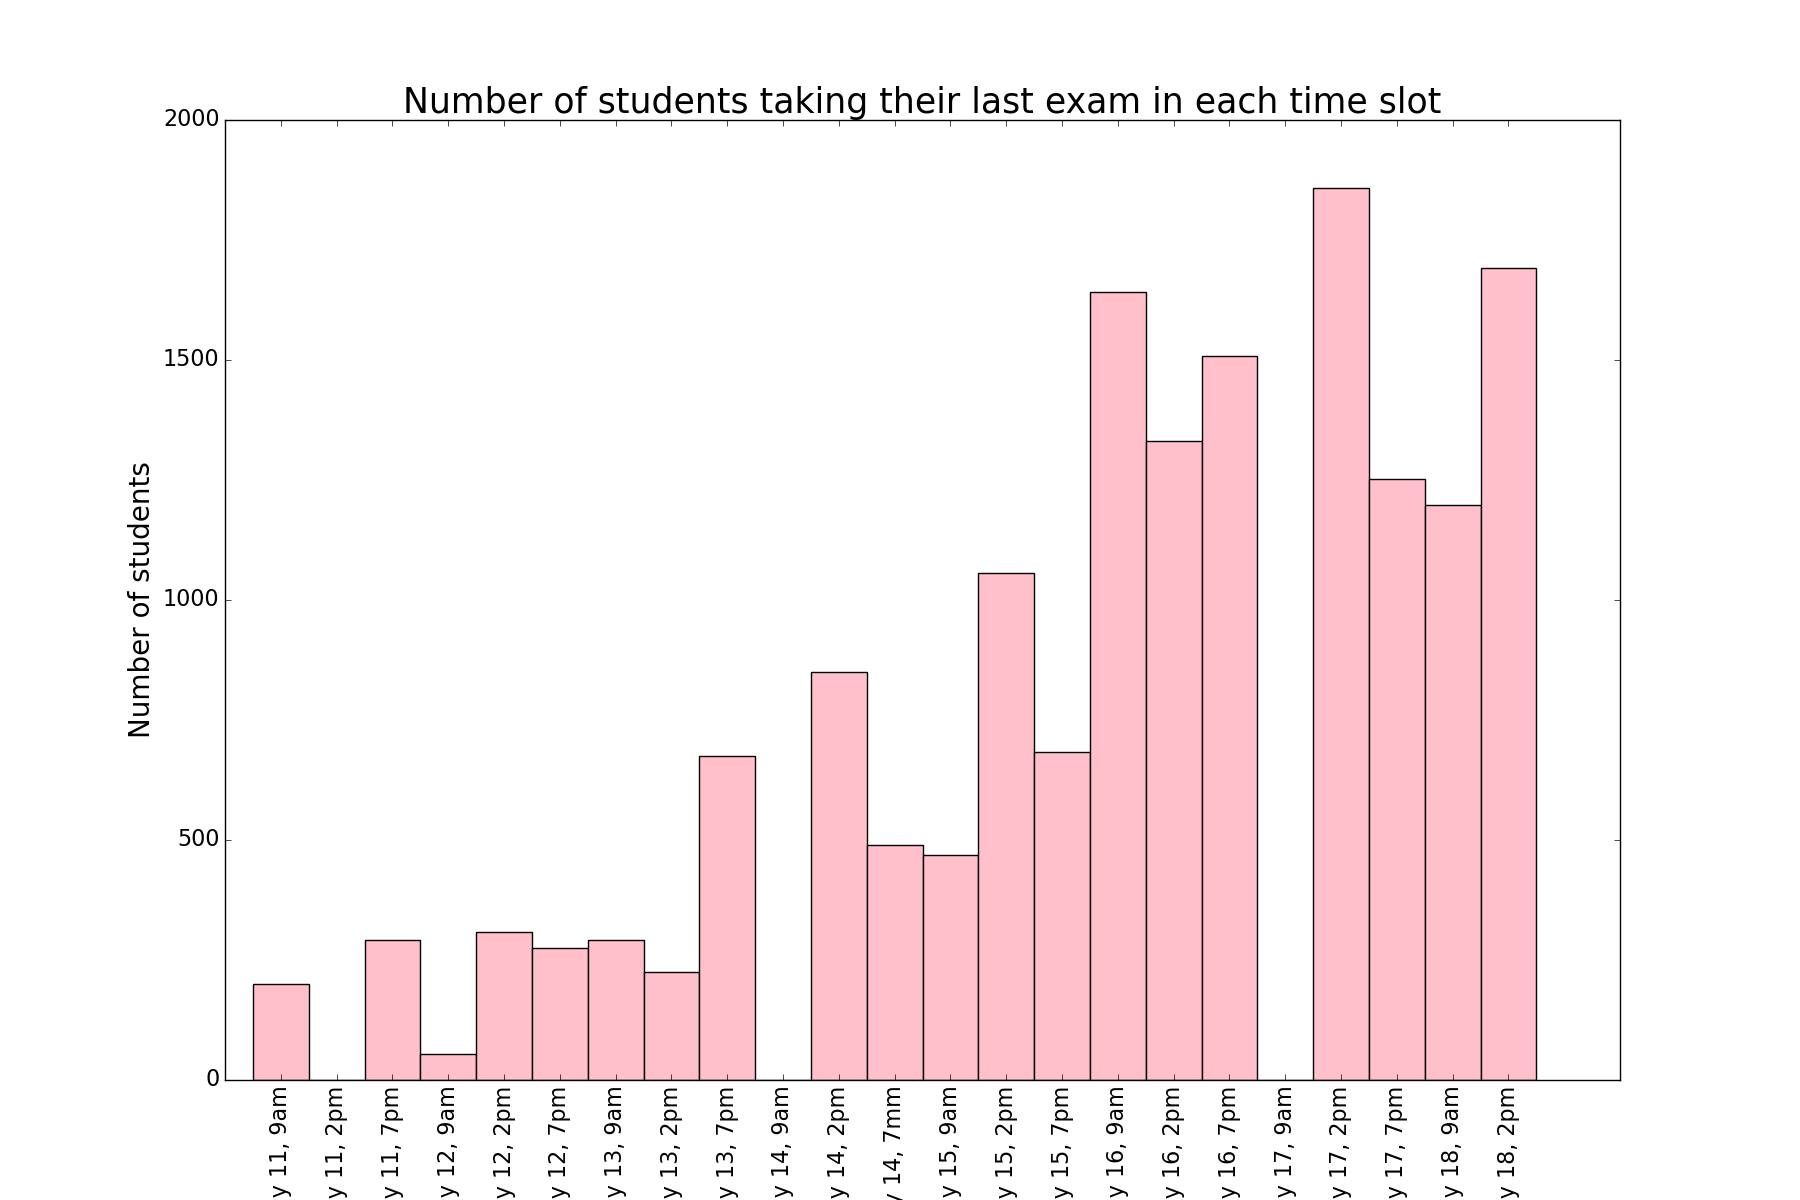 Number of students taking their last exam in each time slot
Number of students
2000
1500
1000
500
0
y 11, 9am
y 11, 2pm
y 11, 7pm
y 12, 9am
y 12, 2pm
y 12, 7pm
y 13, 9am
y 13, 2pm
y 13, 7pm
y 14, 9am
y 14, 2pm
y 14, 7mm
y 15, 9am
y 15, 2pm
y 15, 7pm
y 16, 9am
y 16, 2pm
y 16, 7pm
y 17, 9am
y 17, 2pm
y 17, 7pm
y 18, 9am
y 18, 2pm